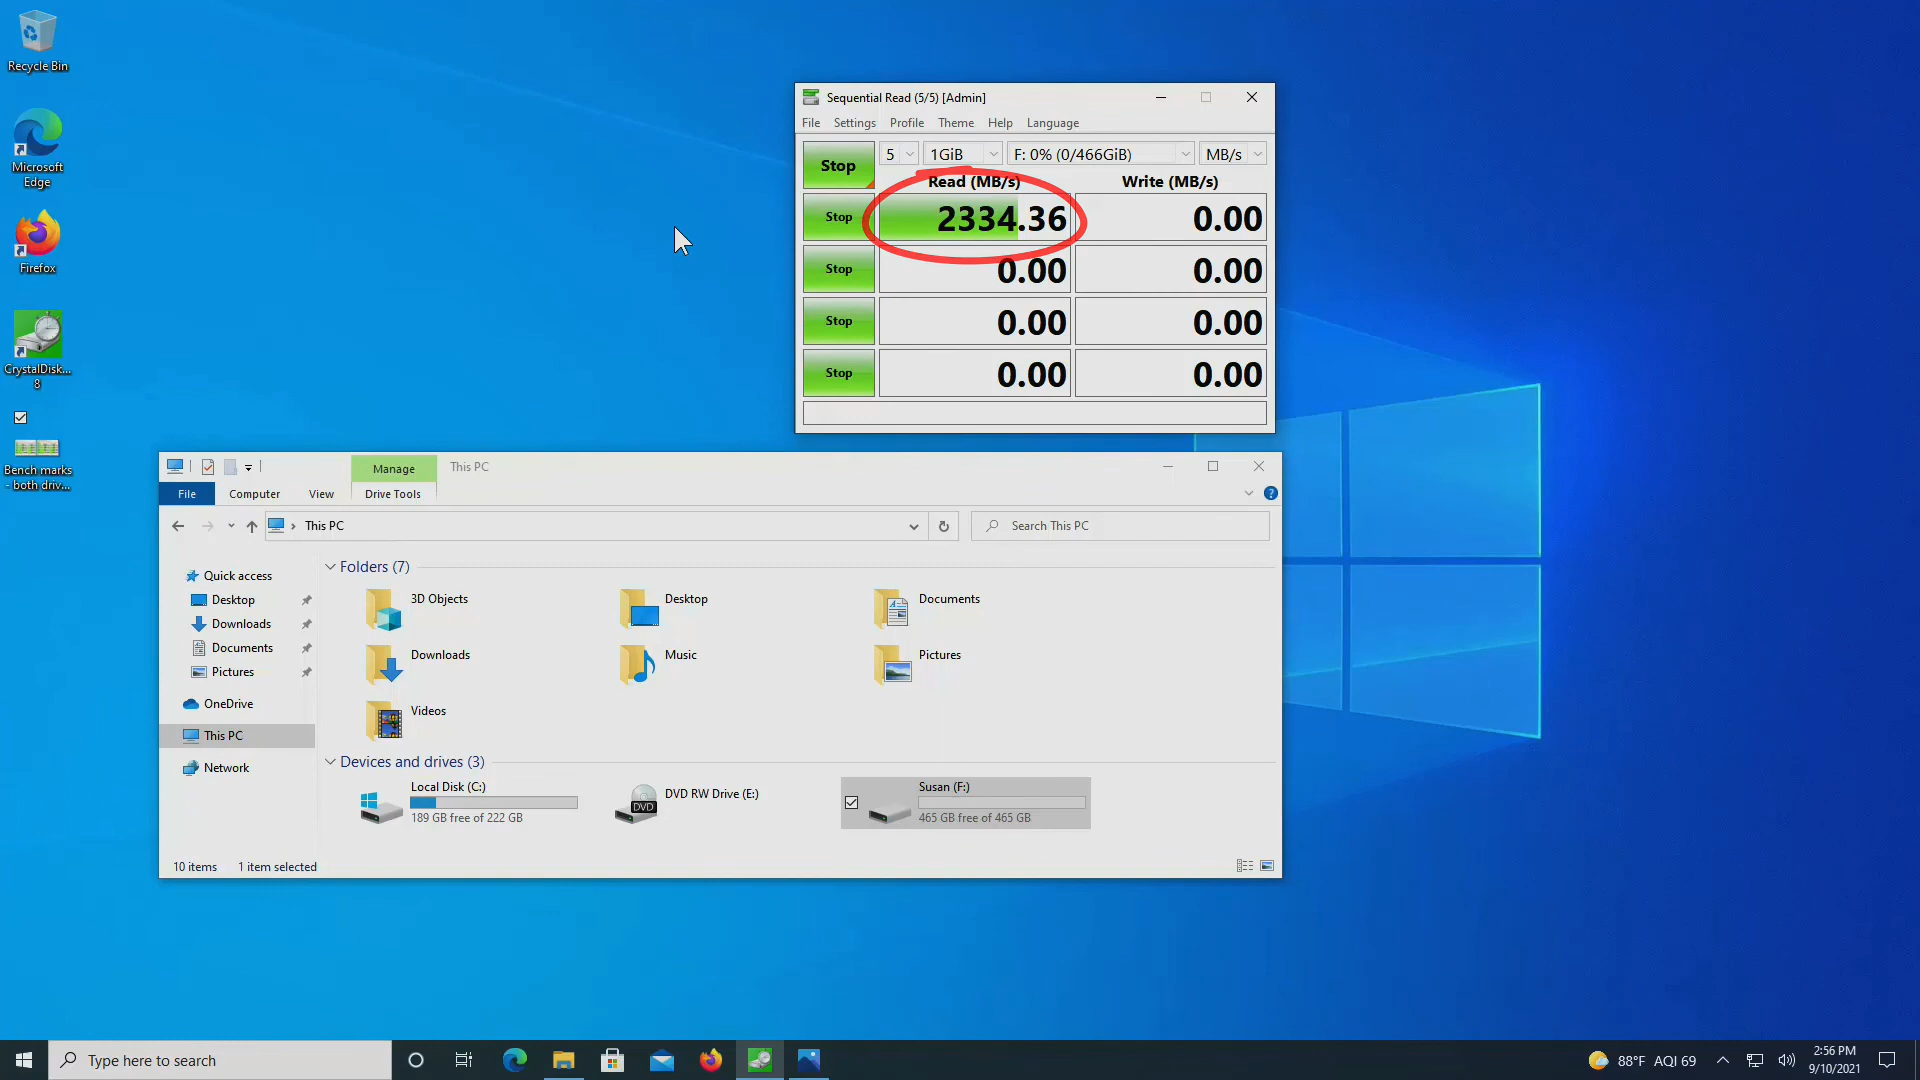 Recycle Bin
Microsoft
Edge
Firefox
CrystalDisk...
8
Bench marks
- both driv...
Sequential Read (5/5) [Admin]
File Settings Profile Theme Help Language
Stop 5 1GiB F: 0% (0/466GiB) MB/s
Read (MB/s) Write (MB/s)
Stop 2334.36 0.00
Stop 0.00 0.00
Stop 0.00 0.00
Stop 0.00 0.00
Manage This PC
File Computer View Drive Tools
This PC Search This PC
Quick access
Desktop
Downloads
Documents
Pictures
OneDrive
This PC
Network
Folders (7)
3D Objects Desktop Documents
Downloads Music Pictures
Videos
Devices and drives (3)
Local Disk (C:)
189 GB free of 222 GB
DVD
DVD RW Drive (E:)
Susan (F:)
465 GB free of 465 GB
10 items 1 item selected
Type here to search
88°F AQI 69
2:56 PM
9/10/2021